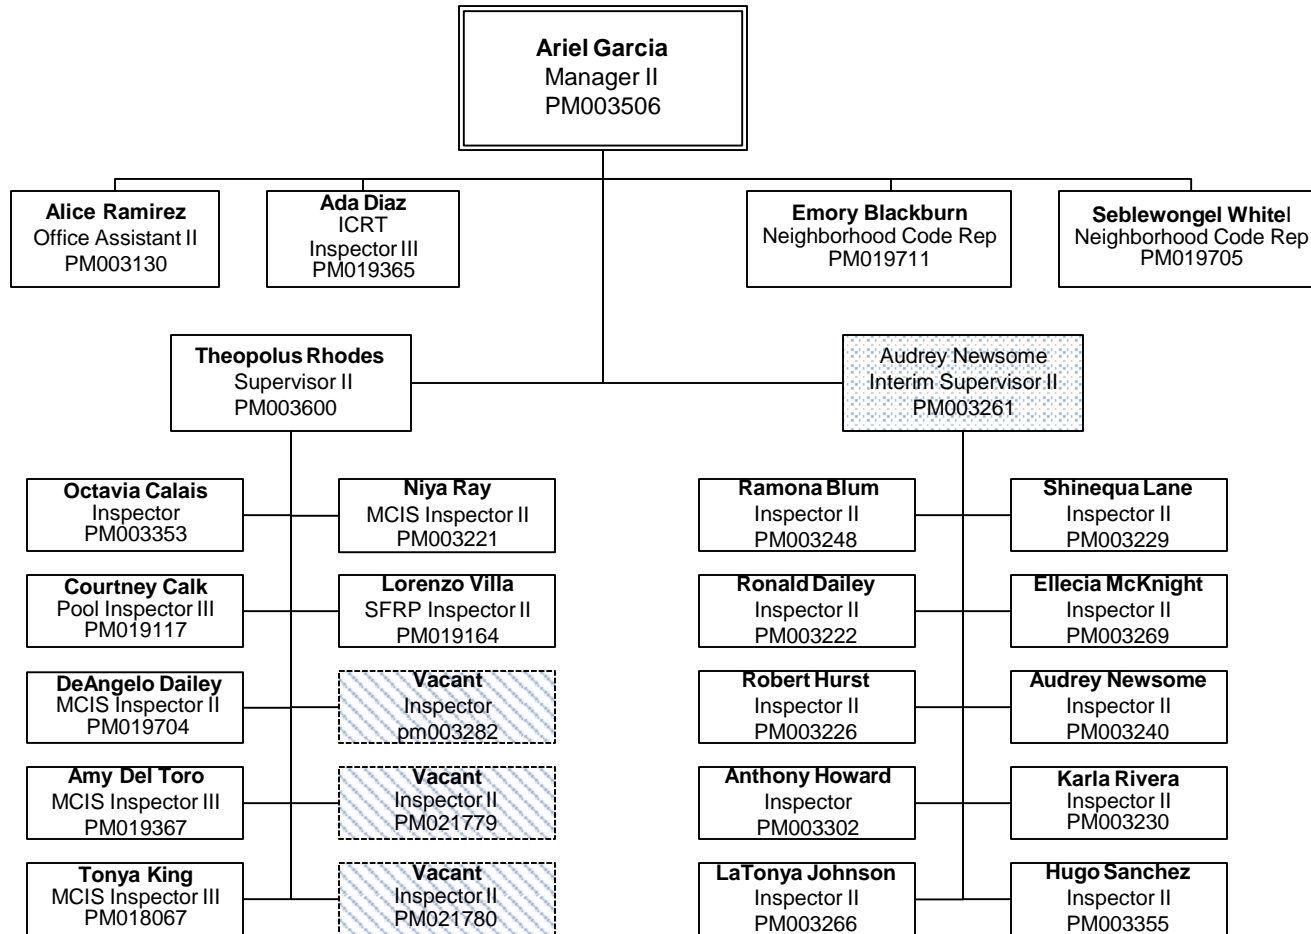 Ariel Garcia
Manager II
PM003506
Alice Ramirez
Office Assistant II
PM003130
Ada Diaz
ICRT
Inspector III
PM019365
Emory Blackburn
Neighborhood Code Rep
PM019711
Seblewongel Whitel
Neighborhood Code Rep
PM019705
Theopolus Rhodes
Supervisor II
PM003600
Audrey Newsome
Interim Supervisor II
PM003261
Octavia Calais
Inspector
PM003353
Niya Ray
MCIS Inspector II
PM003221
Courtney Calk
Pool Inspector III
PM019117
Lorenzo Villa
SFRP Inspector II
PM019164
DeAngelo Dailey
MCIS Inspector II
PM019704
Vacant
Inspector
pm003282
Amy Del Toro
MCIS Inspector III
PM019367
Vacant
Inspector II
PM021779
Tonya King
MCIS Inspector III
PM018067
Vacant
Inspector II
PM021780
Ramona Blum
Inspector II
PM003248
Shinequa Lane
Inspector II
PM003229
Ronald Dailey
Inspector II
PM003222
Ellecia McKnight
Inspector II
PM003269
Robert Hurst
Inspector II
PM003226
Audrey Newsome
Inspector II
PM003240
Anthony Howard
Inspector
PM003302
Karla Rivera
Inspector II
PM003230
LaTonya Johnson
Inspector II
PM003266
Hugo Sanchez
Inspector II
PM003355